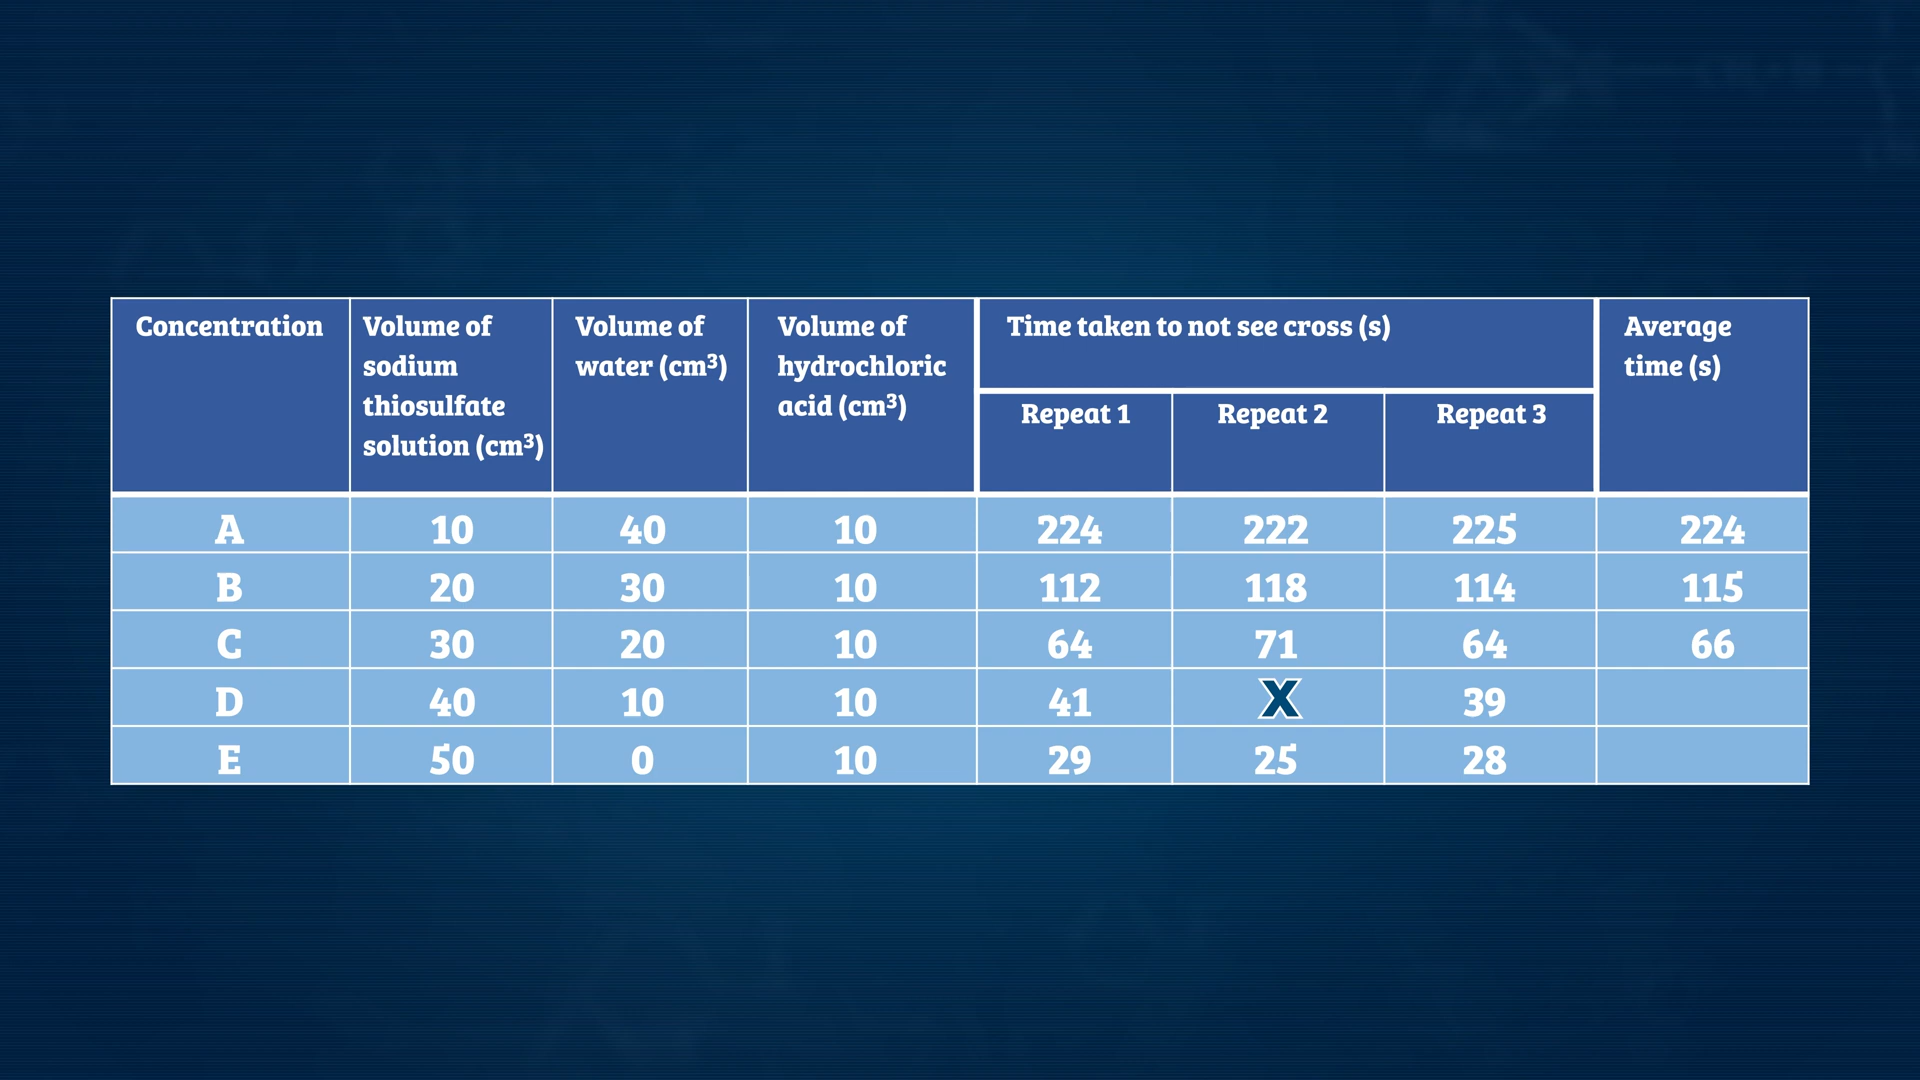 Concentration
Volume of
sodium
thiosulfate
solution (cm³)
Volume of
water (cm³)
Volume of
hydrochloric
acid (cm³)
Time taken to not see cross (s)
Repeat 1
Repeat 2
Repeat 3
Average
time (s)
A 10 40 10 224 222 225 224
B 20 30 10 112 118 114 115
C 30 20 10 64 71 64 66
D 40 10 10 41 X 39
E 50 0 10 29 25 28